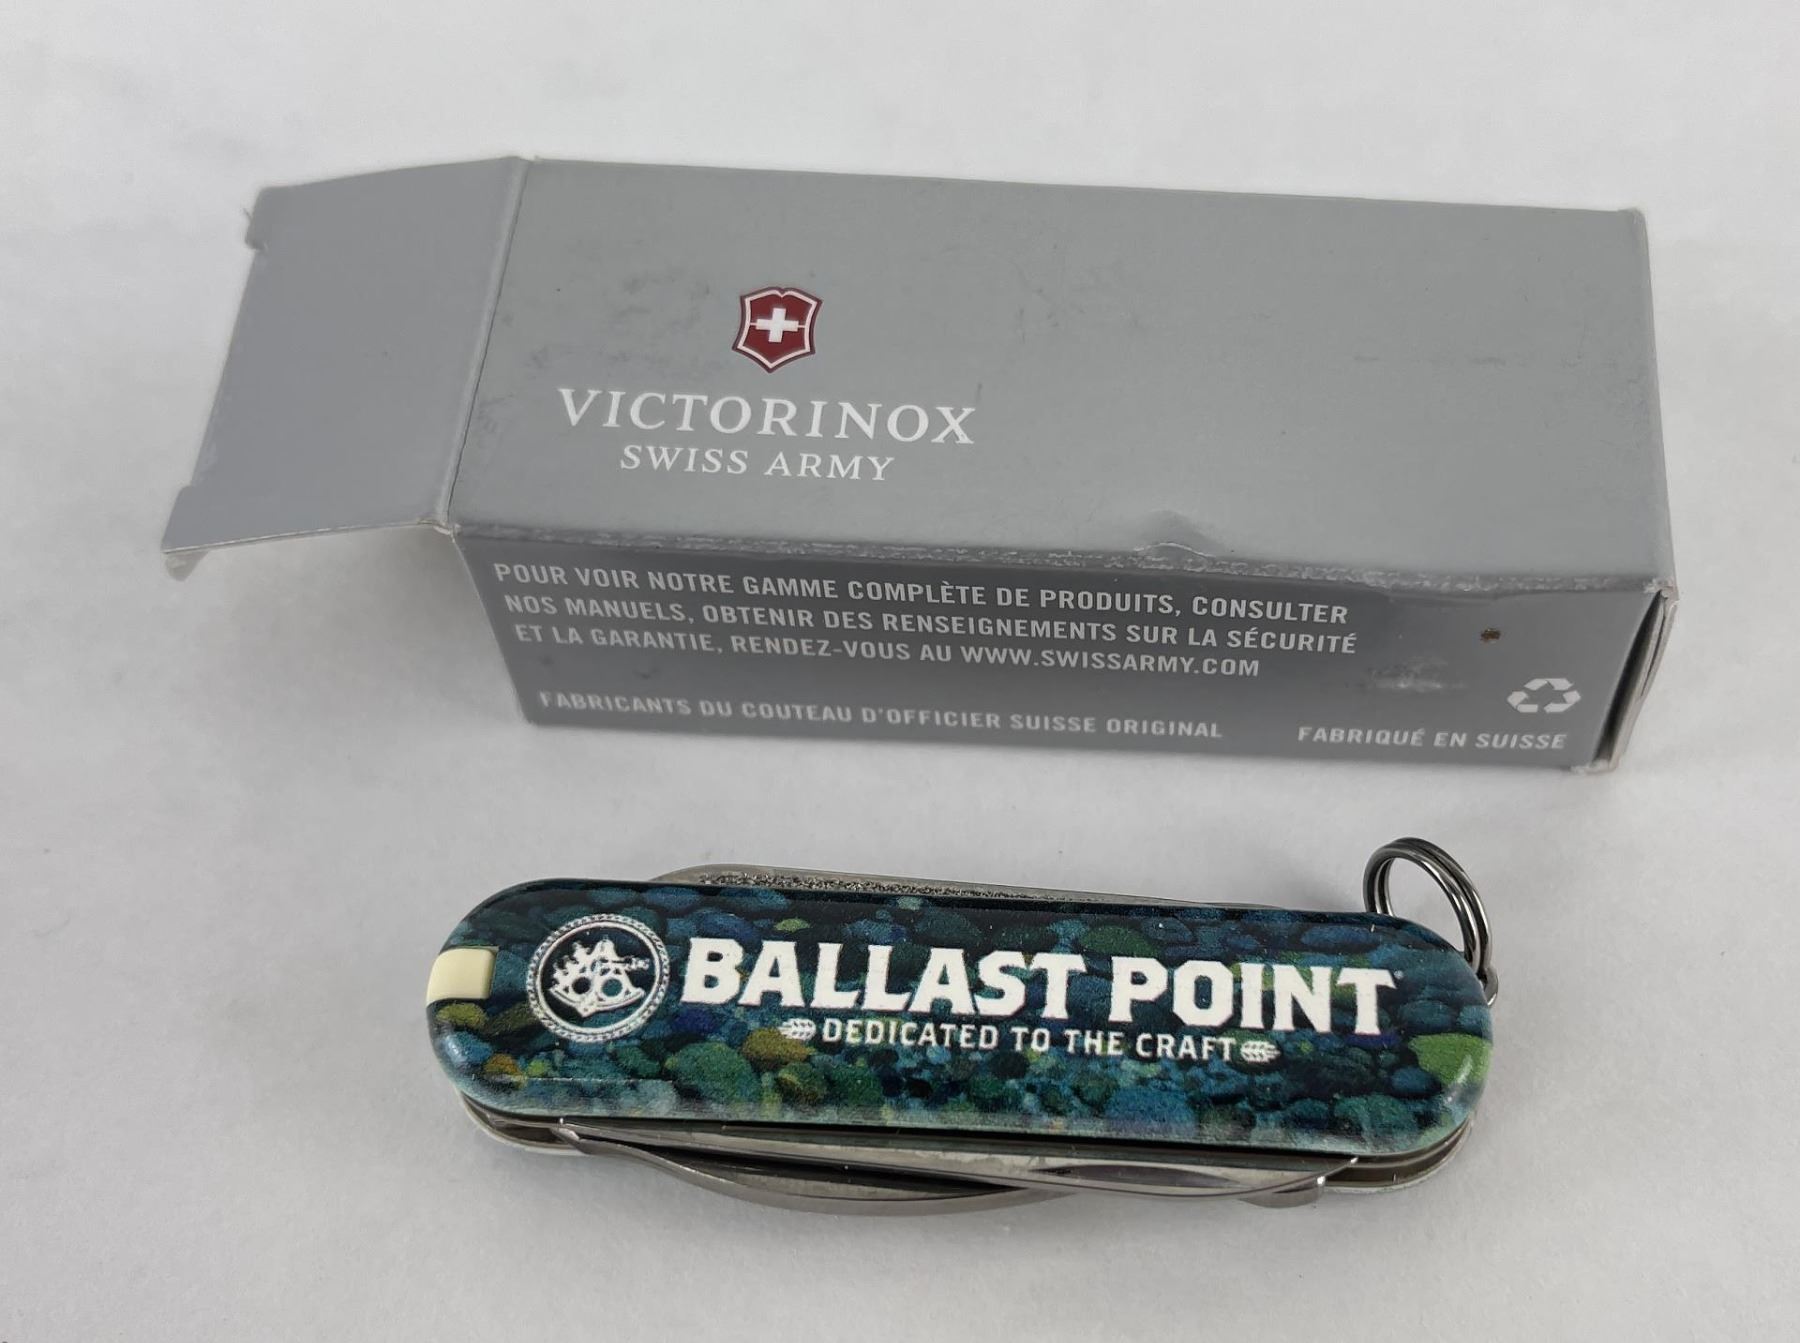 VICTORINOX
SWISS ARMY
POUR VOIR NOTRE GAMME COMPLÈTE DE PRODUITS, CONSULTER
NOS MANUELS, OBTENIR DES RENSEIGNEMENTS SUR LA SÉCURITÉ
ET LA GARANTIE, RENDEZ-VOUS AU WWW.SWISSARMY.COM
FABRICANTS DU COUTEAU D'OFFICIER SUISSE ORIGINAL
FABRIQUÉ EN SUISSE
BALLAST POINT
DEDICATED TO THE CRAFT